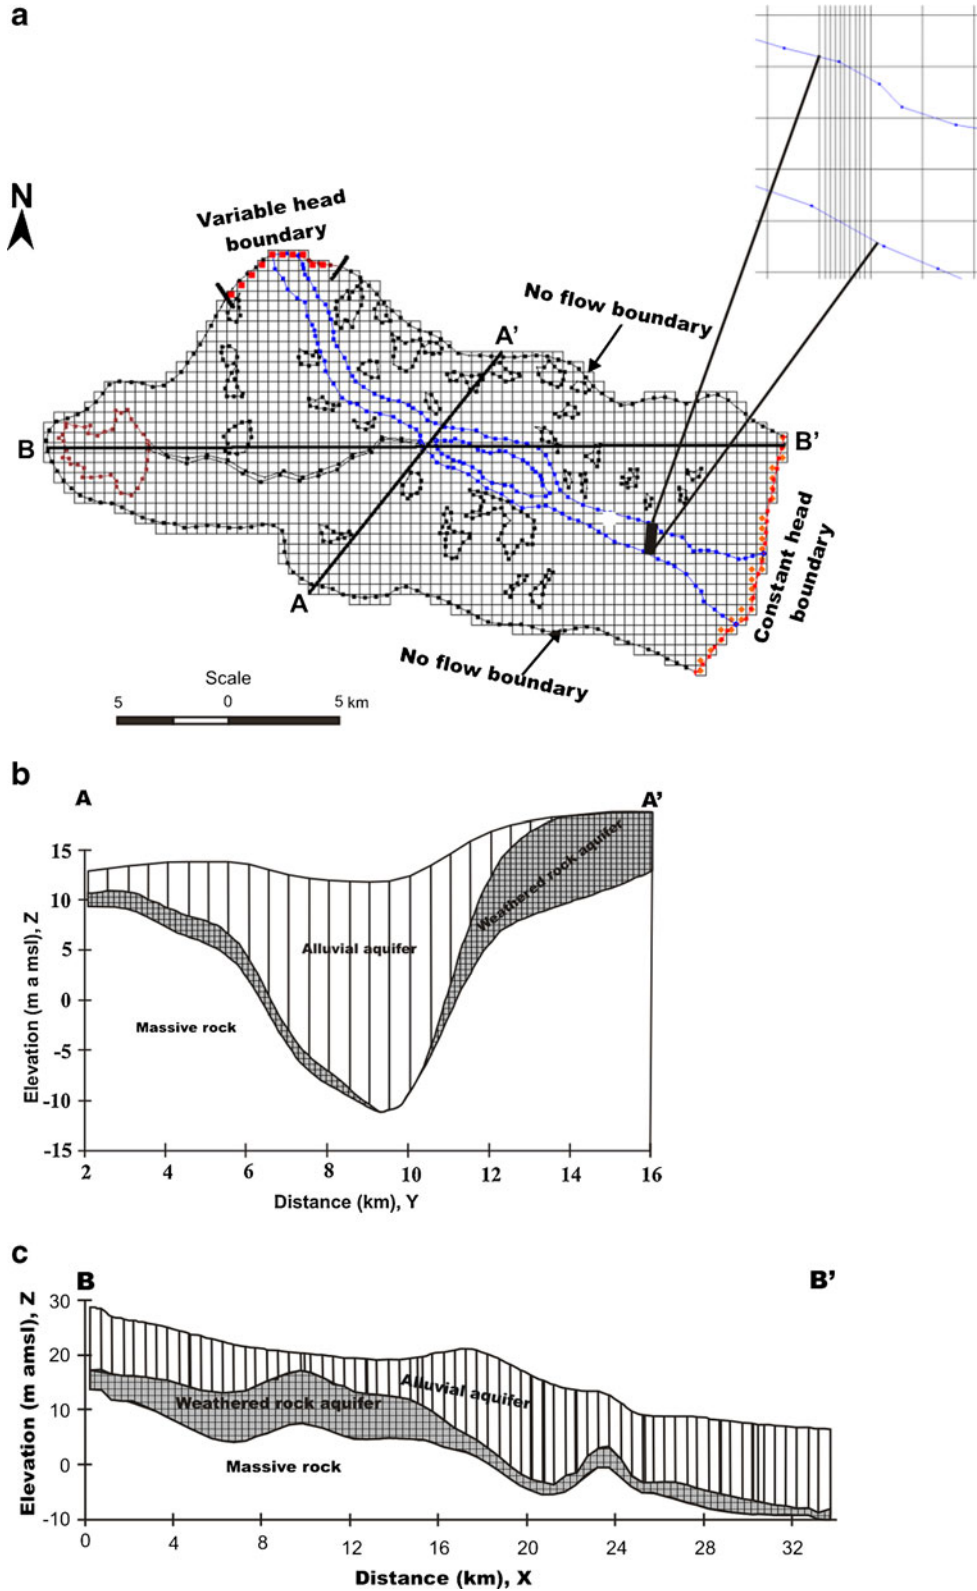 a
N
Variable head
boundary
No flow boundary
A'
B
B'
A
Constant head
boundary
No flow boundary
Scale
5 0 5 km
b
A
A'
15
10
5
0
-5
-10
-15
Elevation (m a msl), Z
Weathered rock aquifer
Alluvial aquifer
Massive rock
2 4 6 8 10 12 14 16
Distance (km), Y
c
B
B'
30
20
10
0
-10
Elevation (m amsl), Z
Alluvial aquifer
Weathered rock aquifer
Massive rock
0 4 8 12 16 20 24 28 32
Distance (km), X